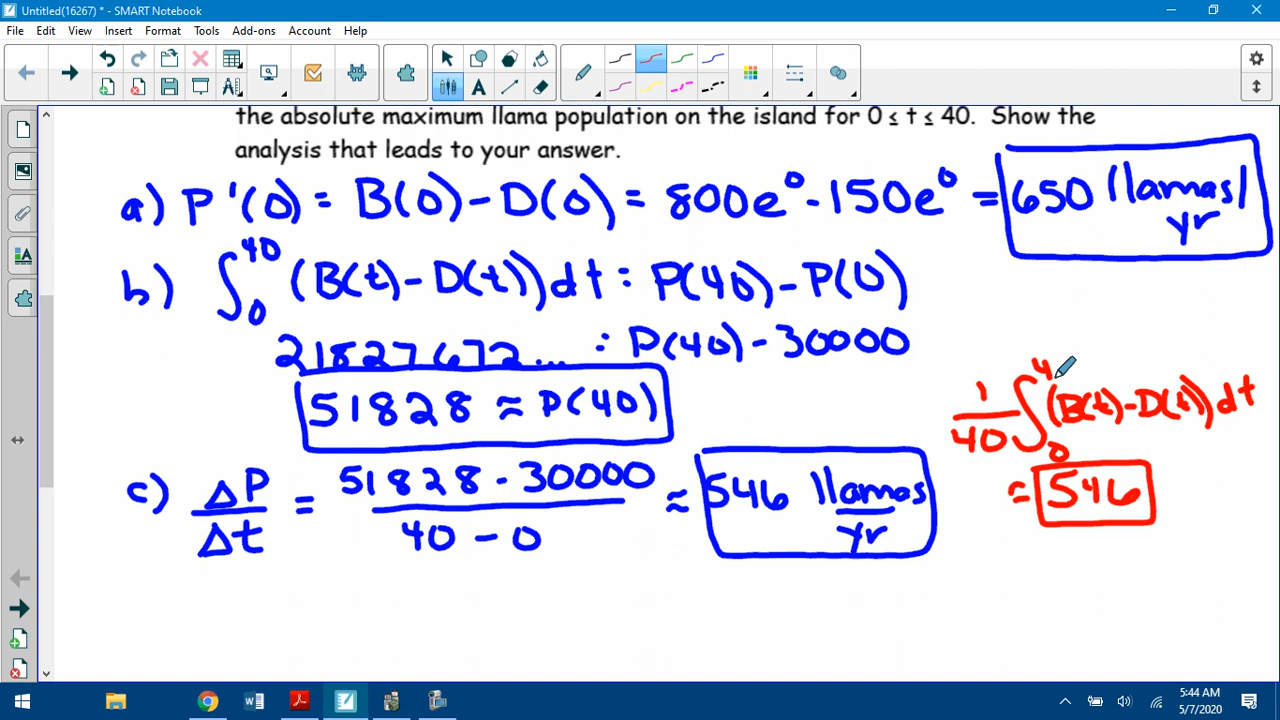 Untitled(16267) * - SMART Notebook
File Edit View Insert Format Tools Add-ons Account Help
the absolute maximum llama population on the island for 0 ≤ t ≤ 40. Show the
analysis that leads to your answer.
a) P'(0) = B(0) - D(0) = 800e⁰ - 150e⁰ = 650 llamas/yr
b) ∫₀⁴⁰ (B(t) - D(t)) dt = P(40) - P(0)
21827.672... = P(40) - 30000
51828 ≈ P(40)
c) ΔP/Δt = (51828 - 30000)/(40 - 0) ≈ 546 llamas/yr
1/40 ∫₀⁴ (B(t) - D(t)) dt
≈ 546
5:44 AM
5/7/2020